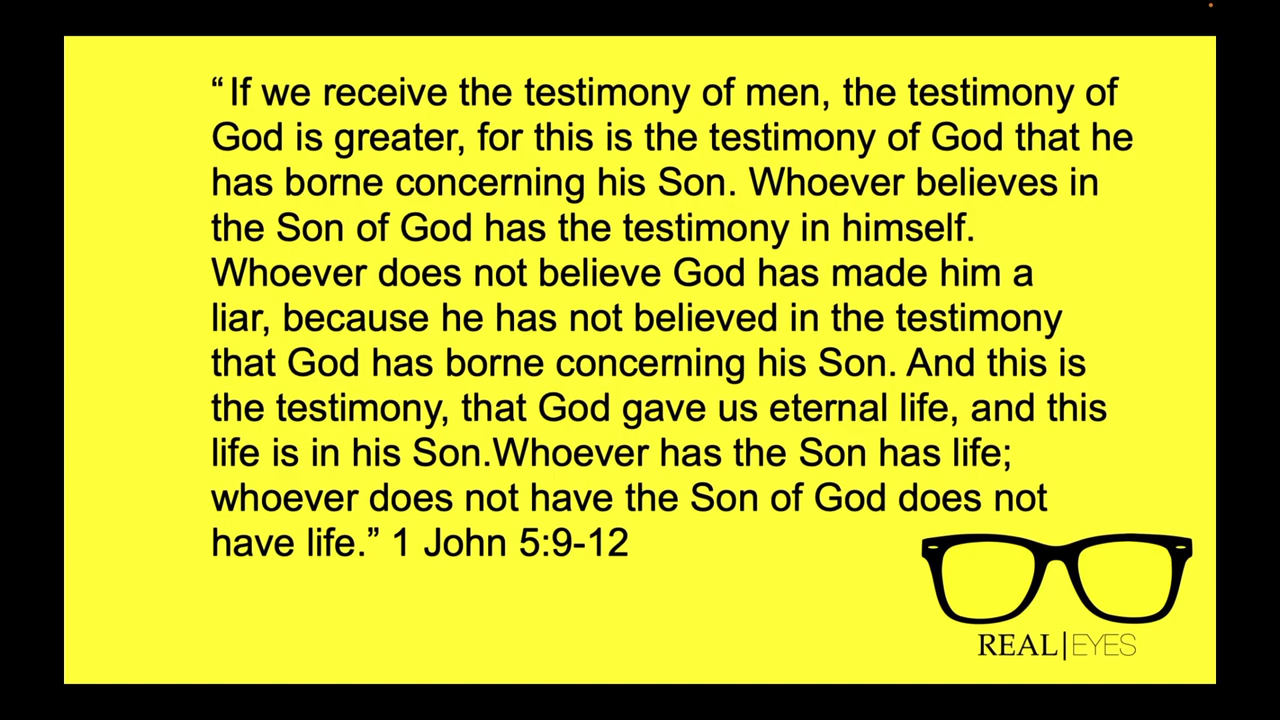 “ If we receive the testimony of men, the testimony of
God is greater, for this is the testimony of God that he
has borne concerning his Son. Whoever believes in
the Son of God has the testimony in himself.
Whoever does not believe God has made him a
liar, because he has not believed in the testimony
that God has borne concerning his Son. And this is
the testimony, that God gave us eternal life, and this
life is in his Son.Whoever has the Son has life;
whoever does not have the Son of God does not
have life.” 1 John 5:9-12
REAL|EYES